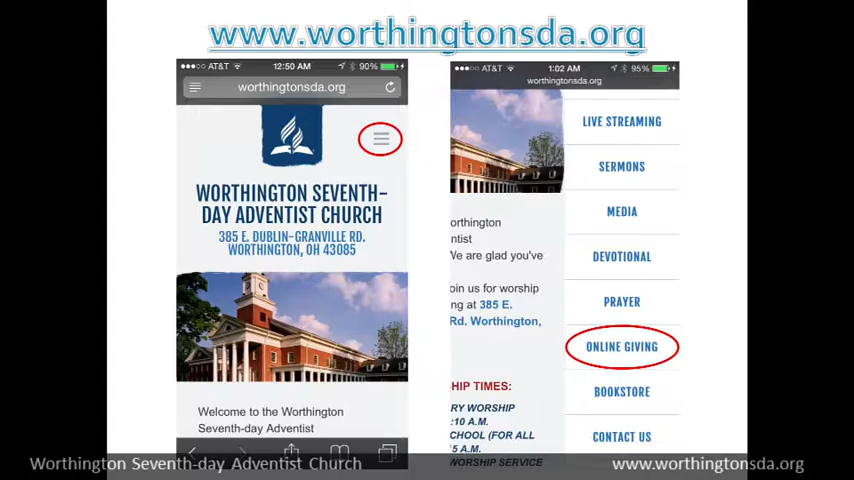 www.worthingtonsda.org
AT&T 12:50 AM 90%
worthingtonsda.org
WORTHINGTON SEVENTH-
DAY ADVENTIST CHURCH
385 E. DUBLIN-GRANVILLE RD.
WORTHINGTON, OH 43085
Welcome to the Worthington
Seventh-day Adventist
AT&T 1:02 AM 95%
worthingtonsda.org
orthington
ntist
We are glad you've
oin us for worship
ng at 385 E.
Rd. Worthington,
HIP TIMES:
RY WORSHIP
:10 A.M.
CHOOL (FOR ALL
5 A.M.
WORSHIP SERVICE
LIVE STREAMING
SERMONS
MEDIA
DEVOTIONAL
PRAYER
ONLINE GIVING
BOOKSTORE
CONTACT US
Worthington Seventh-day Adventist Church
www.worthingtonsda.org